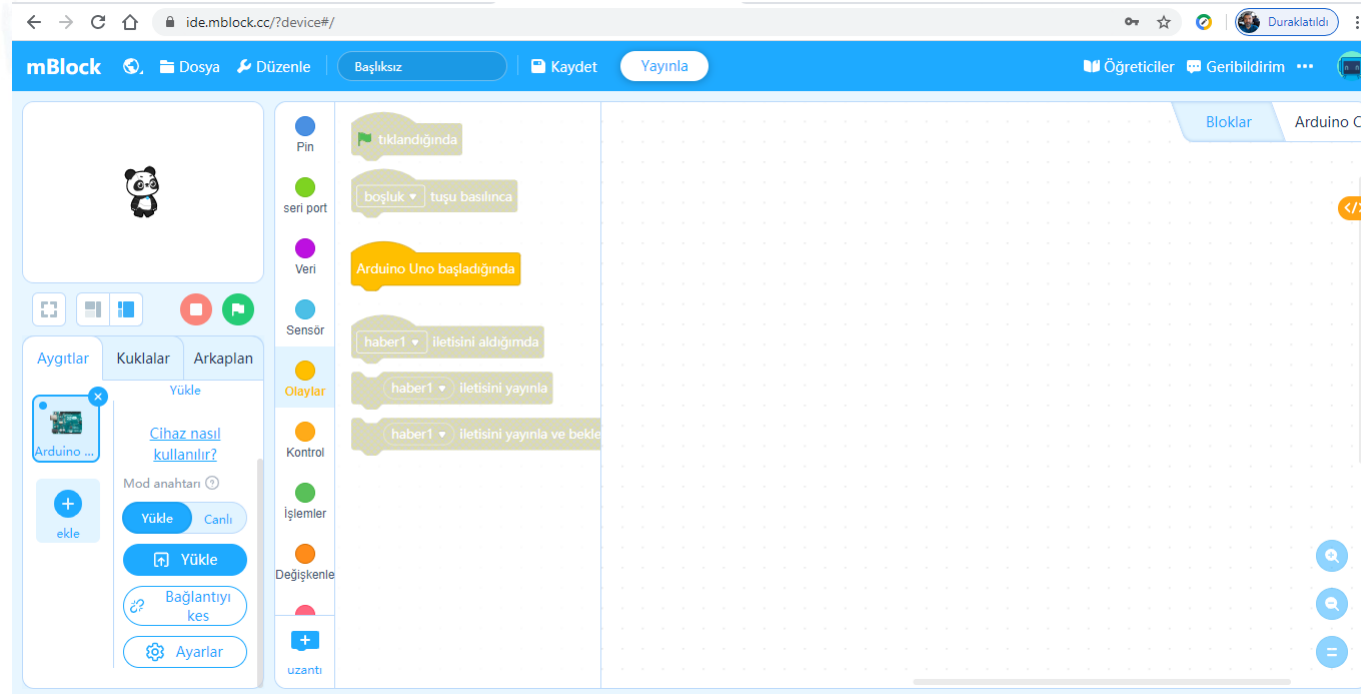 ide.mblock.cc/?device#/
Duraklatıldı
mBlock
Dosya
Düzenle
Başlıksız
Kaydet
Yayınla
Öğreticiler
Geribildirim
Pin
seri port
Veri
Sensör
Olaylar
Kontrol
İşlemler
Değişkenle
uzantı
tıklandığında
boşluk tuşu basılınca
Arduino Uno başladığında
haber1 iletisini aldığımda
haber1 iletisini yayınla
haber1 iletisini yayınla ve bekle
Bloklar
Arduino C
</>
Aygıtlar
Kuklalar
Arkaplan
Arduino ...
ekle
Yükle
Cihaz nasıl
kullanılır?
Mod anahtarı
Yükle
Canlı
Yükle
Bağlantıyı
kes
Ayarlar